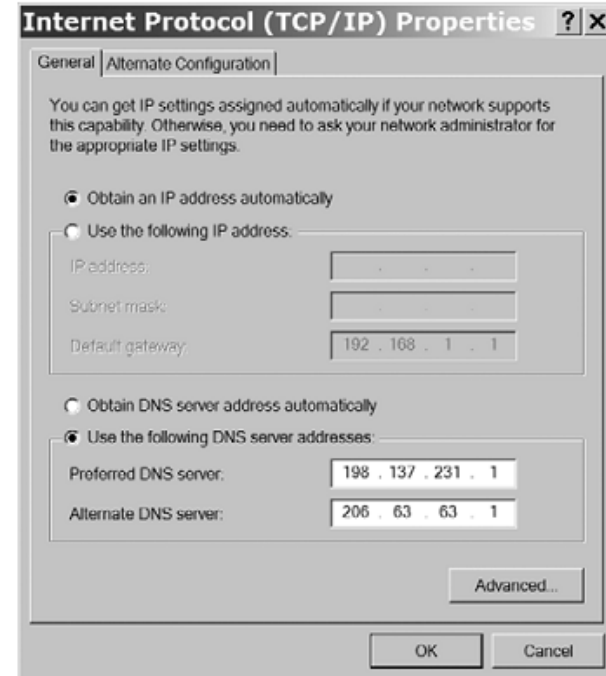 Internet Protocol (TCP/IP) Properties ? X
General Alternate Configuration
You can get IP settings assigned automatically if your network supports
this capability. Otherwise, you need to ask your network administrator for
the appropriate IP settings.
Obtain an IP address automatically
Use the following IP address:
IP address: . . .
Subnet mask: . . .
Default gateway: 192 . 168 . 1 . 1
Obtain DNS server address automatically
Use the following DNS server addresses:
Preferred DNS server: 198 . 137 . 231 . 1
Alternate DNS server: 206 . 63 . 63 . 1
Advanced...
OK Cancel